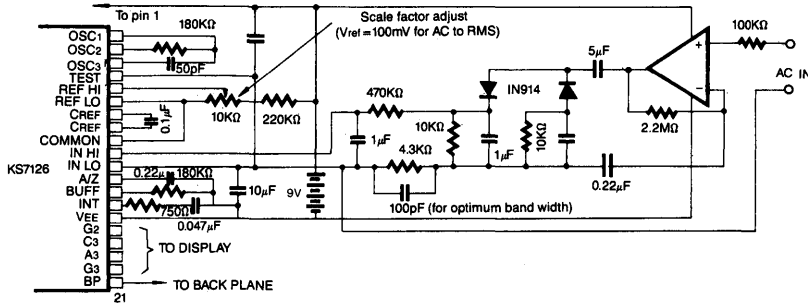 To pin 1
Scale factor adjust
(Vref = 100mV for AC to RMS)
180KΩ
50pF
OSC1
OSC2
OSC3
TEST
REF HI
REF LO
CREF
CREF
COMMON
IN HI
IN LO
A/Z
BUFF
INT
VEE
G2
C3
A3
G3
BP
KS7126
21
0.1μF
10KΩ
220KΩ
0.22μ
180KΩ
750Ω
0.047μF
10μF
9V
470KΩ
1μF
10KΩ
4.3KΩ
1μF
100pF (for optimum band width)
IN914
10KΩ
5μF
0.22μF
2.2MΩ
+
−
100KΩ
AC IN
TO DISPLAY
TO BACK PLANE